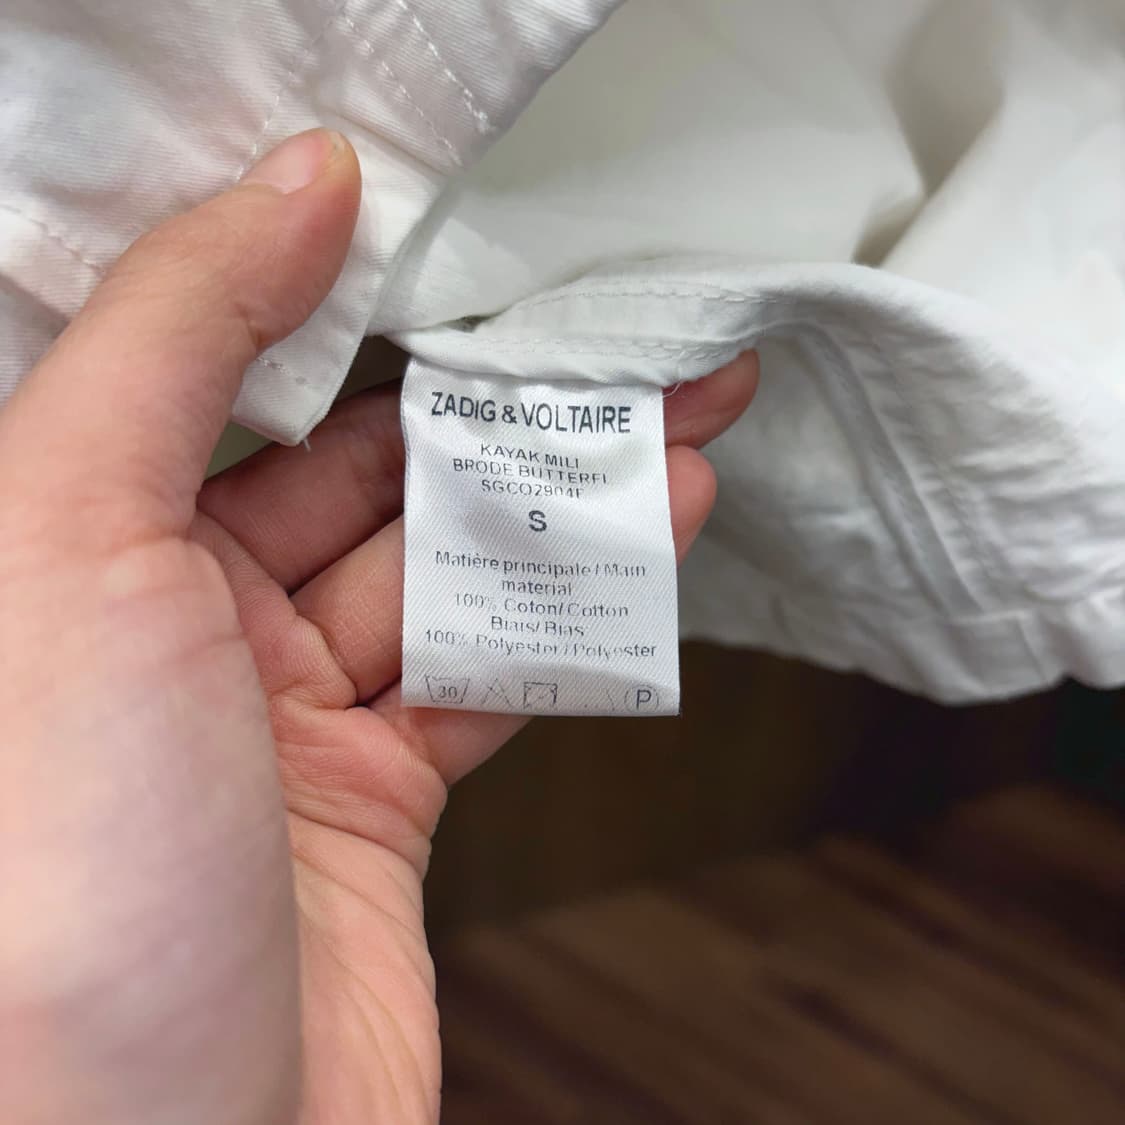 ZADIG & VOLTAIRE
KAYAK MILI
BRODE BUTTERFL
SGCO2904F
S
Matière principale / Main
material
100% Coton/ Cotton
Biais/ Bias
100% Polyester / Polyester
30
P